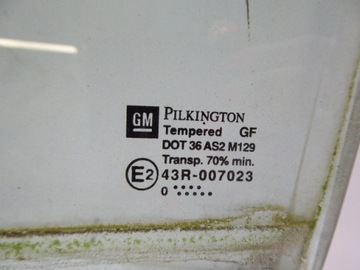 GM PILKINGTON
Tempered GF
DOT 36 AS2 M129
Transp. 70% min.
E2 43R-007023
0